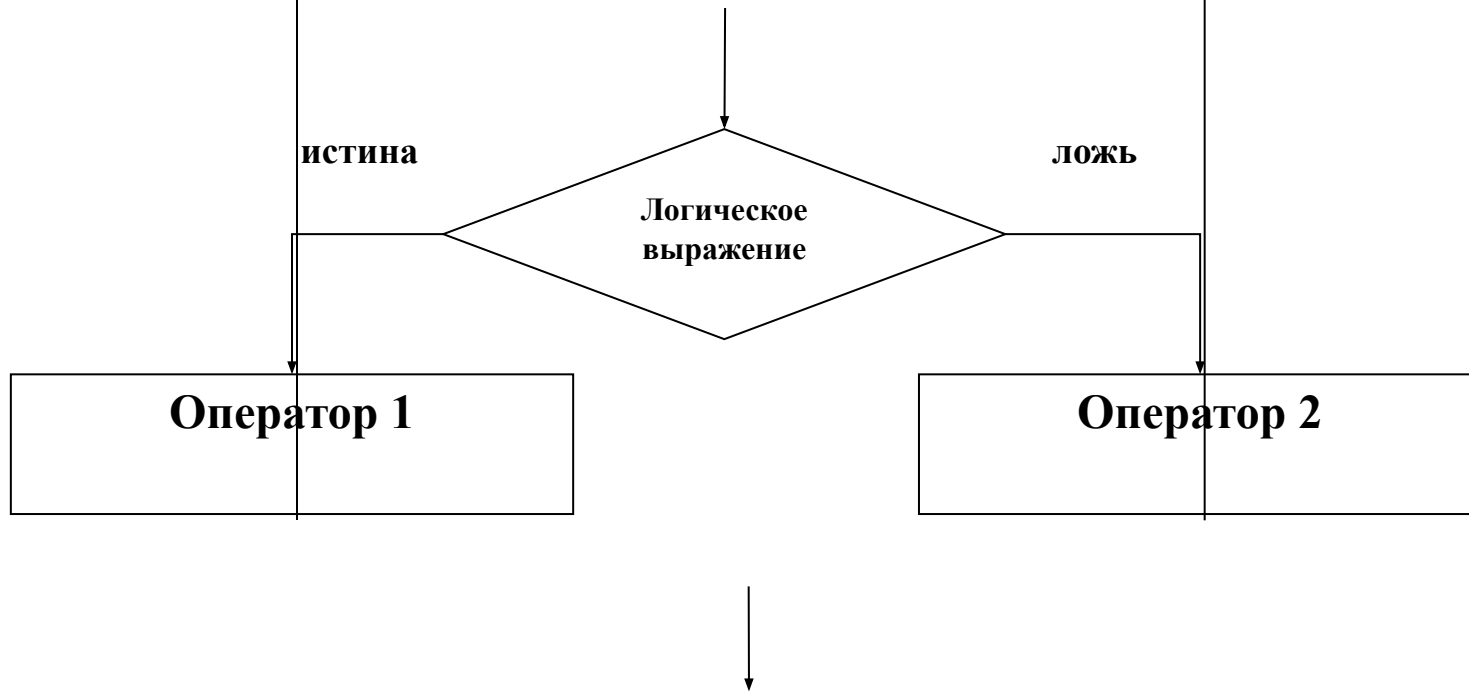 истина
ложь
Логическое
выражение
Оператор 1
Оператор 2